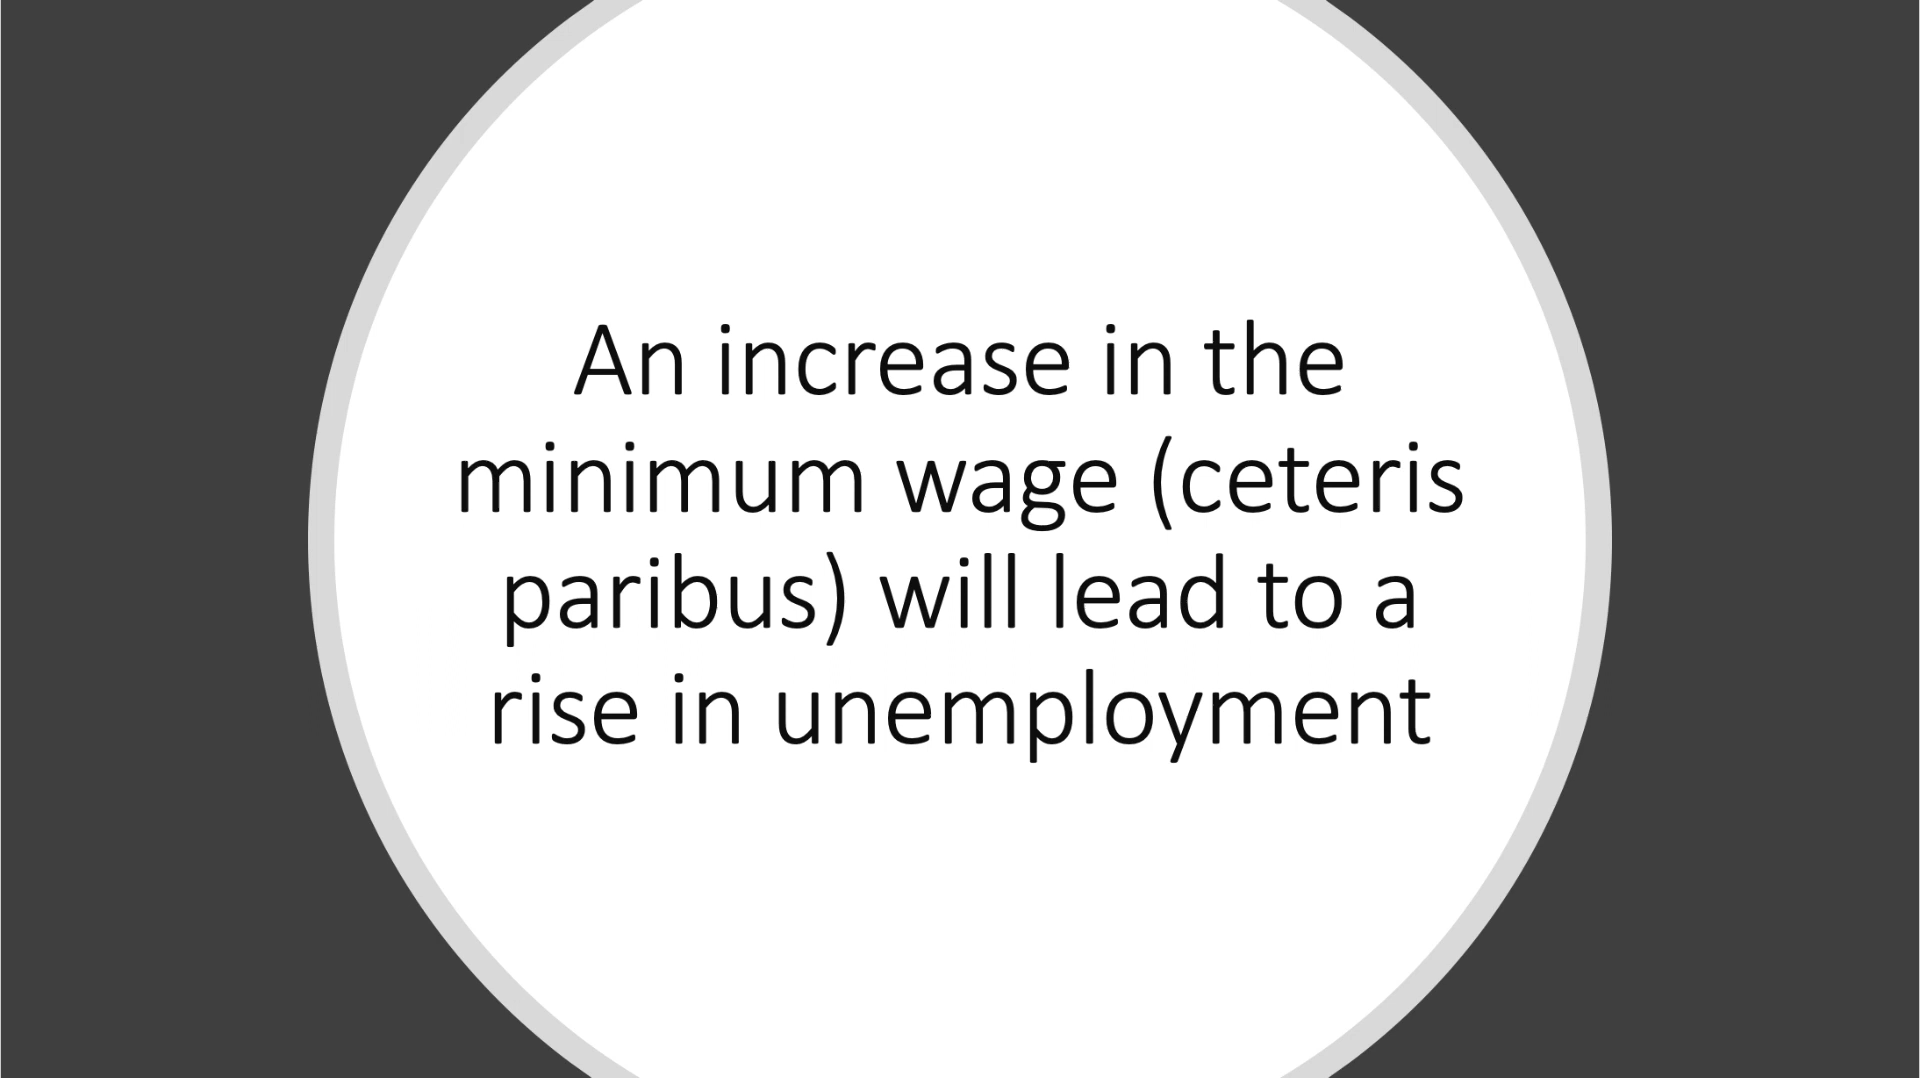 An increase in the
minimum wage (ceteris
paribus) will lead to a
rise in unemployment